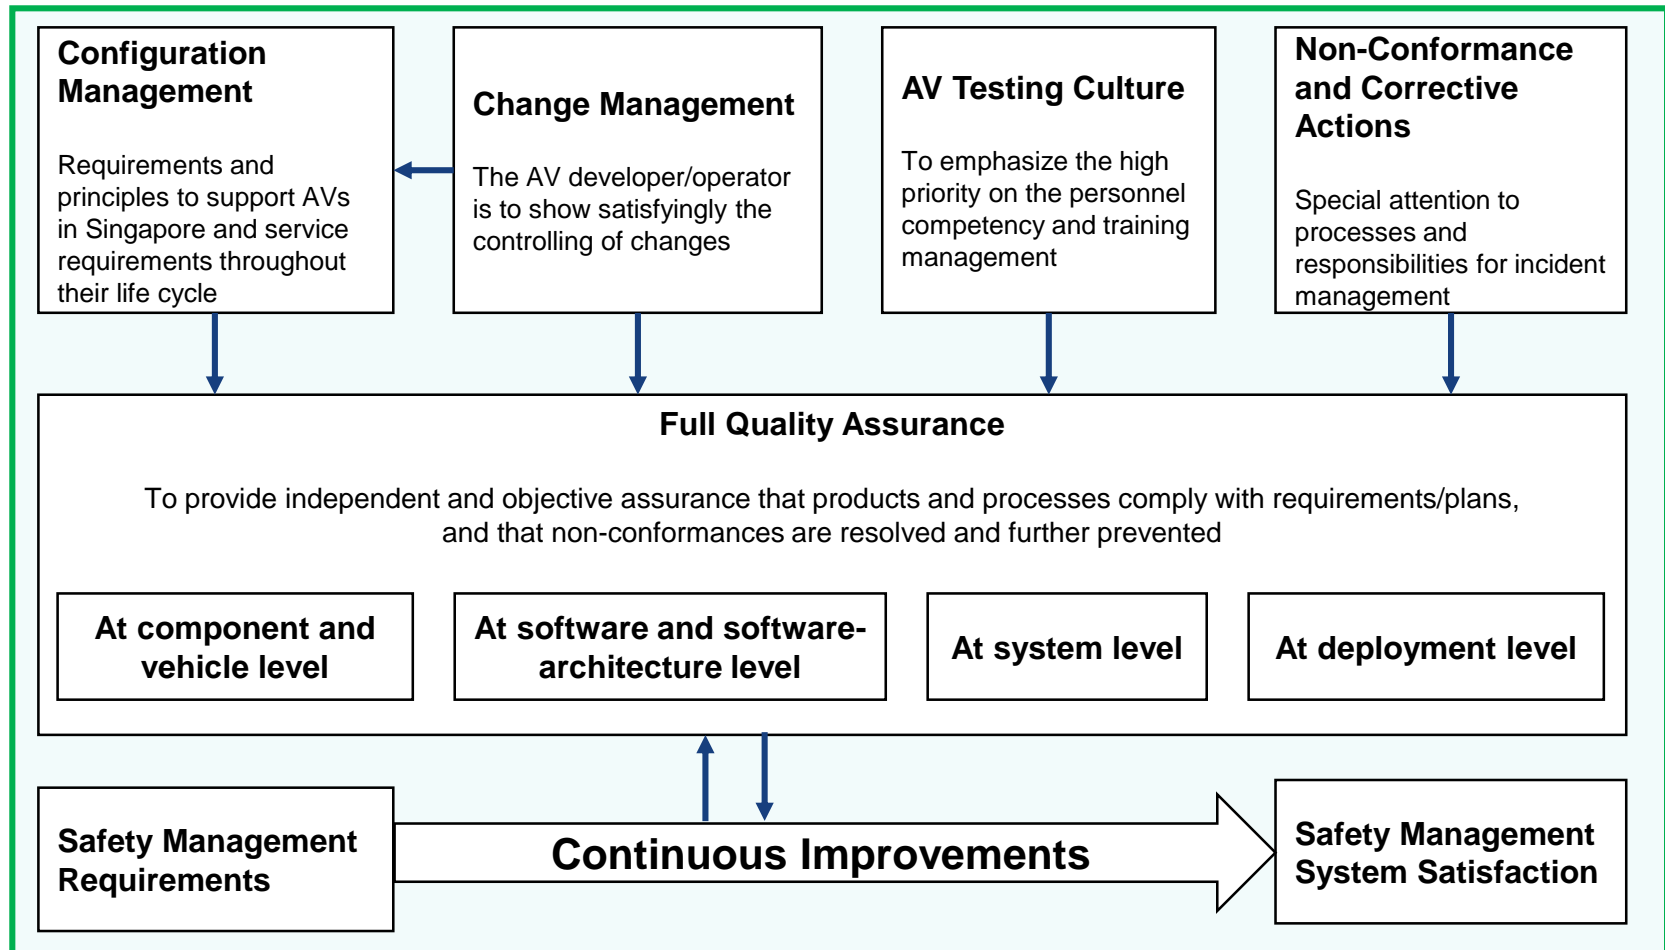 Configuration
Management
Requirements and
principles to support AVs
in Singapore and service
requirements throughout
their life cycle
Change Management
The AV developer/operator
is to show satisfyingly the
controlling of changes
AV Testing Culture
To emphasize the high
priority on the personnel
competency and training
management
Non-Conformance
and Corrective
Actions
Special attention to
processes and
responsibilities for incident
management
Full Quality Assurance
To provide independent and objective assurance that products and processes comply with requirements/plans,
and that non-conformances are resolved and further prevented
At component and
vehicle level
At software and software-
architecture level
At system level
At deployment level
Safety Management
Requirements
Continuous Improvements
Safety Management
System Satisfaction